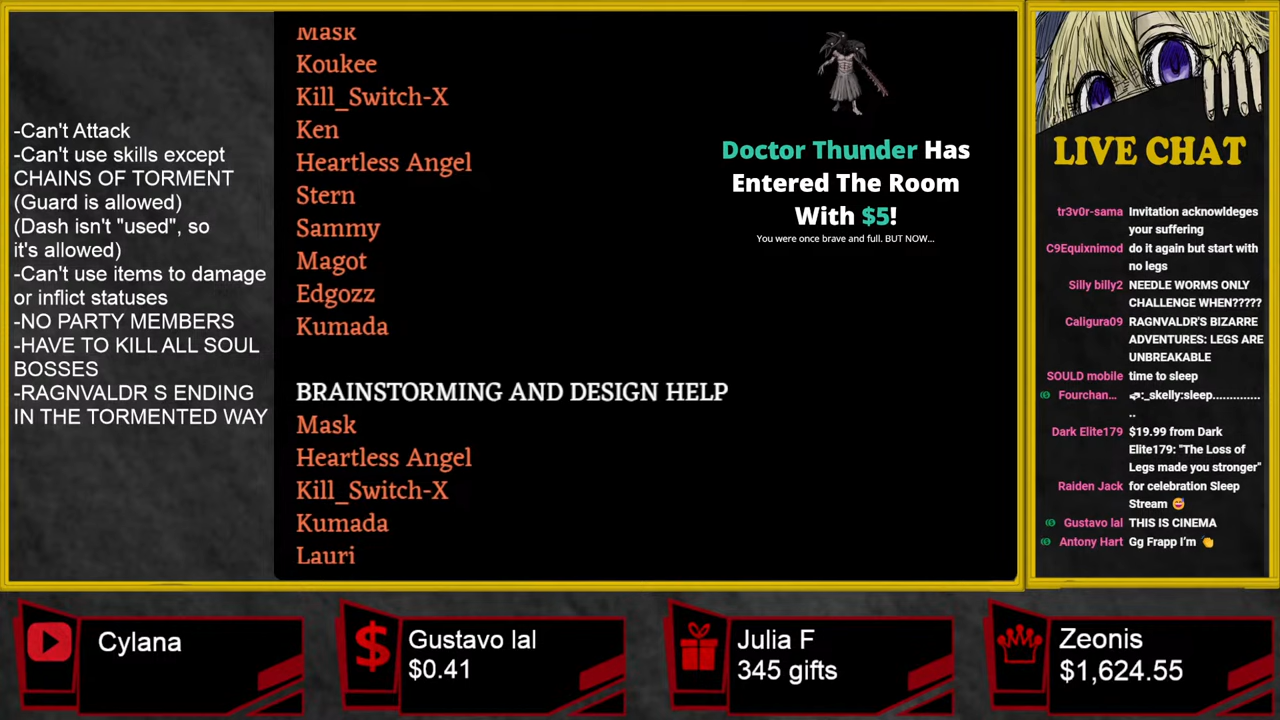 -Can't Attack
-Can't use skills except
CHAINS OF TORMENT
(Guard is allowed)
(Dash isn't "used", so
it's allowed)
-Can't use items to damage
or inflict statuses
-NO PARTY MEMBERS
-HAVE TO KILL ALL SOUL
BOSSES
-RAGNVALDR S ENDING
IN THE TORMENTED WAY
Mask
Koukee
Kill_Switch-X
Ken
Heartless Angel
Stern
Sammy
Magot
Edgozz
Kumada
BRAINSTORMING AND DESIGN HELP
Mask
Heartless Angel
Kill_Switch-X
Kumada
Lauri
Doctor Thunder Has
Entered The Room
With $5!
You were once brave and full. BUT NOW...
LIVE CHAT
tr3v0r-sama Invitation acknowldeges
your suffering
C9Equixnimod do it again but start with
no legs
Silly billy2 NEEDLE WORMS ONLY
CHALLENGE WHEN????
Caligura09 RAGNVALDR'S BIZARRE
ADVENTURES: LEGS ARE
UNBREAKABLE
SOULD mobile time to sleep
Fourchan... :_skelly:sleep..............
..
Dark Elite179 $19.99 from Dark
Elite179: "The Loss of
Legs made you stronger"
Raiden Jack for celebration Sleep
Stream 😅
Gustavo lal THIS IS CINEMA
Antony Hart Gg Frapp I'm 👏
Cylana
Gustavo lal
$0.41
Julia F
345 gifts
Zeonis
$1,624.55